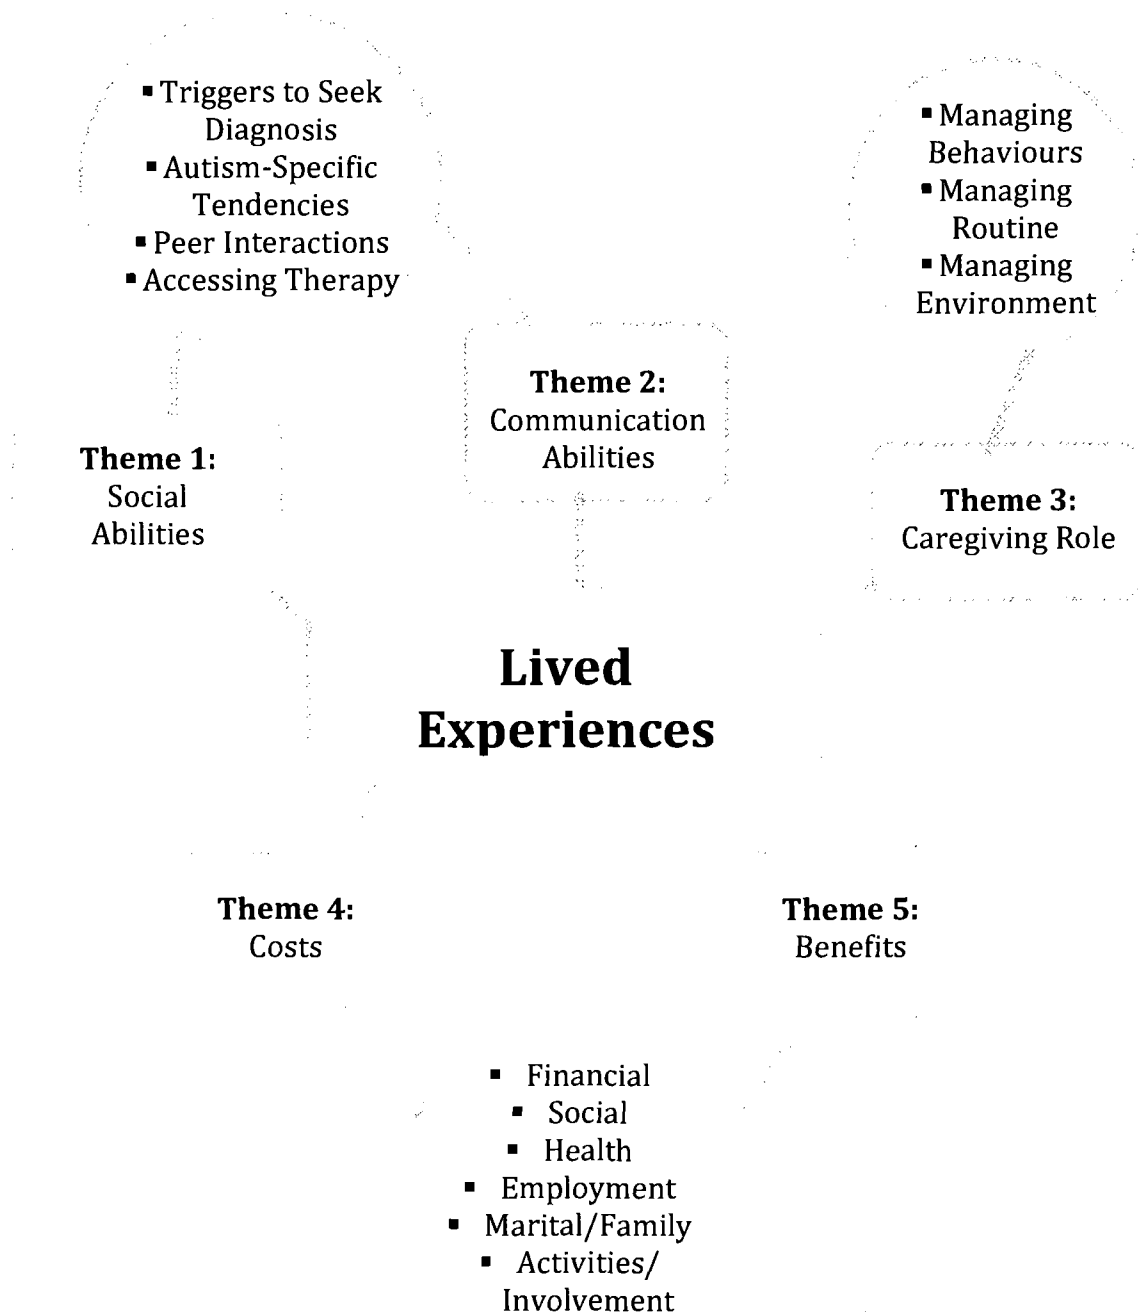 ▪ Triggers to Seek
Diagnosis
▪ Autism-Specific
Tendencies
▪ Peer Interactions
▪ Accessing Therapy
▪ Managing
Behaviours
▪ Managing
Routine
▪ Managing
Environment
Theme 2:
Communication
Abilities
Theme 1:
Social
Abilities
Theme 3:
Caregiving Role
Lived
Experiences
Theme 4:
Costs
Theme 5:
Benefits
▪ Financial
▪ Social
▪ Health
▪ Employment
▪ Marital/Family
▪ Activities/
Involvement